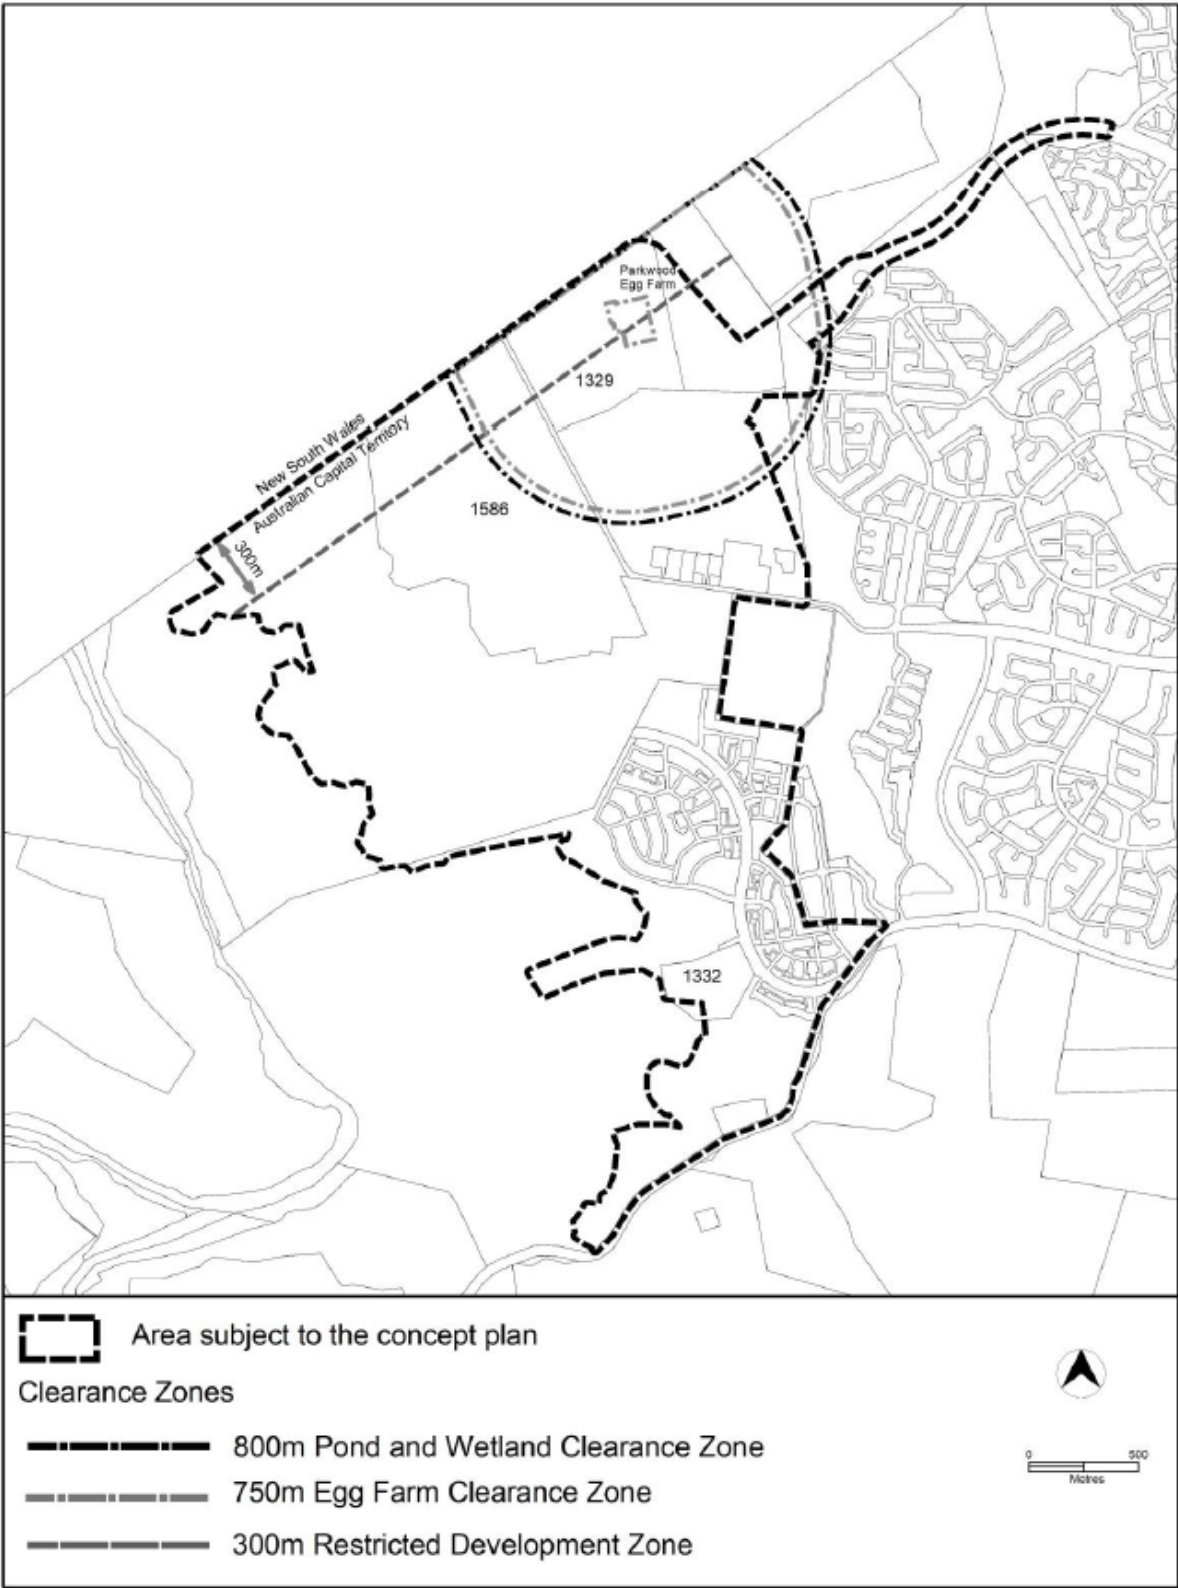 Parkwood
Egg Farm
1329
New South Wales
Australian Capital Territory
1586
300m
1332
Area subject to the concept plan
Clearance Zones
800m Pond and Wetland Clearance Zone
750m Egg Farm Clearance Zone
300m Restricted Development Zone
0 500
Metres